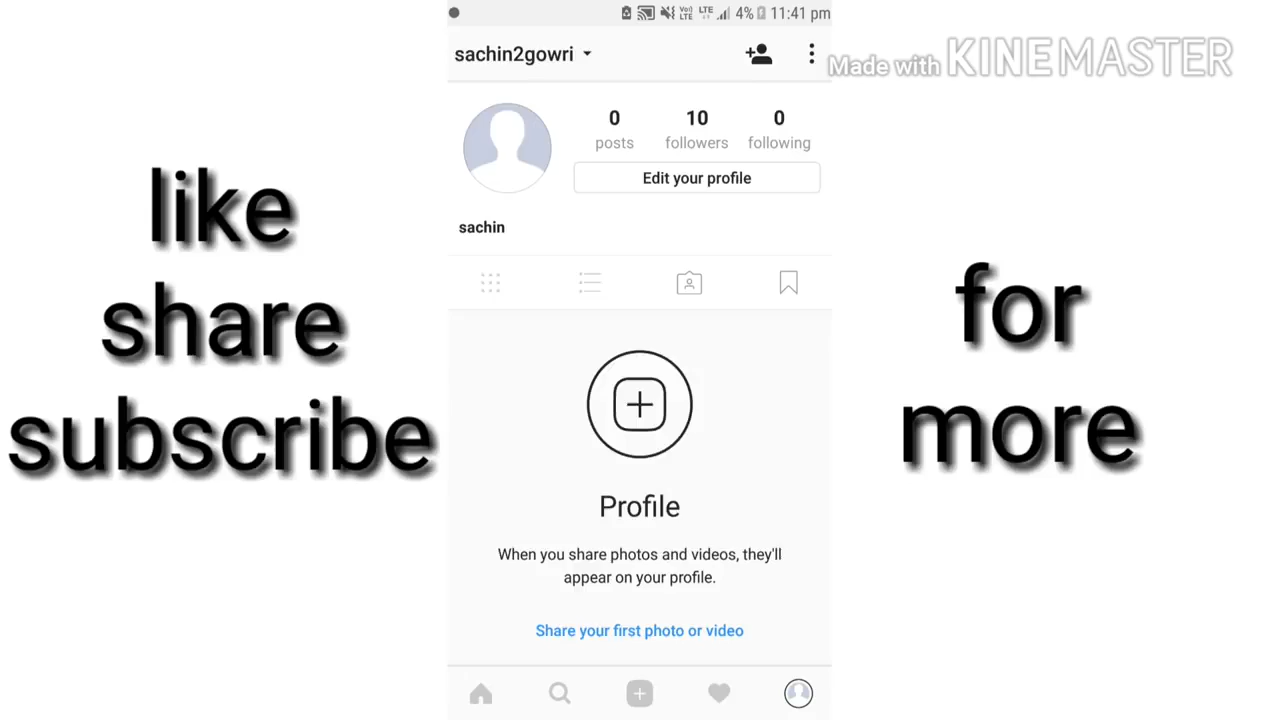 4% 11:41 pm
sachin2gowri
Made with KINEMASTER
0 10 0
posts followers following
Edit your profile
sachin
like
share
subscribe
for
more
Profile
When you share photos and videos, they'll
appear on your profile.
Share your first photo or video